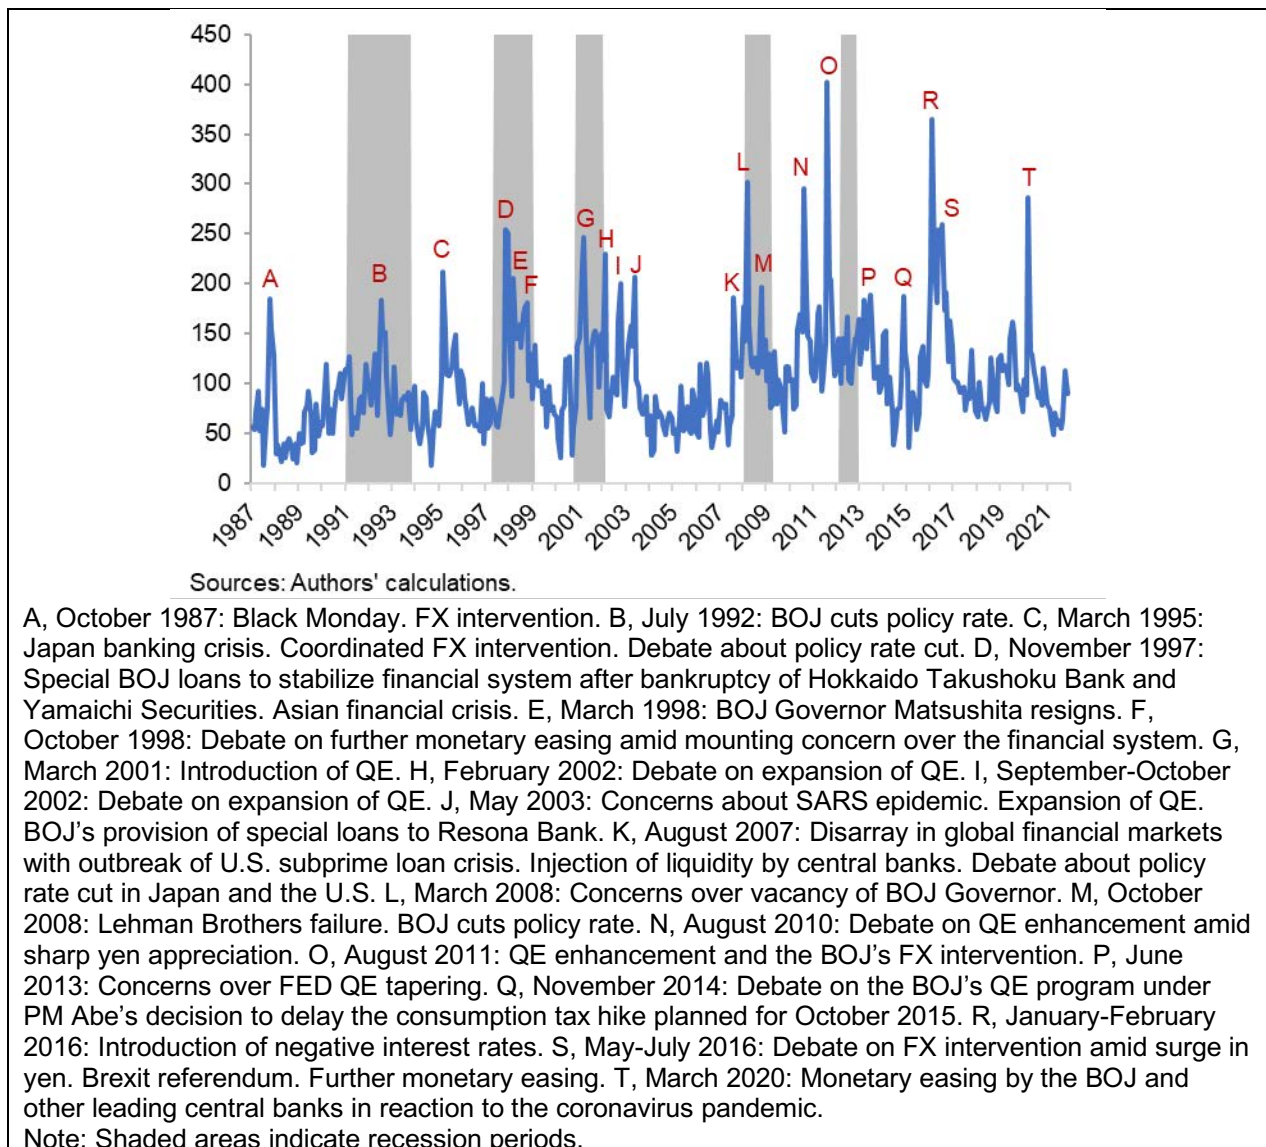 450
400
350
300
250
200
150
100
50
0
A
B
C
D
E
F
G
H
I
J
K
L
M
N
O
P
Q
R
S
T
1987
1989
1991
1993
1995
1997
1999
2001
2003
2005
2007
2009
2011
2013
2015
2017
2019
2021
Sources: Authors' calculations.
A, October 1987: Black Monday. FX intervention. B, July 1992: BOJ cuts policy rate. C, March 1995:
Japan banking crisis. Coordinated FX intervention. Debate about policy rate cut. D, November 1997:
Special BOJ loans to stabilize financial system after bankruptcy of Hokkaido Takushoku Bank and
Yamaichi Securities. Asian financial crisis. E, March 1998: BOJ Governor Matsushita resigns. F,
October 1998: Debate on further monetary easing amid mounting concern over the financial system. G,
March 2001: Introduction of QE. H, February 2002: Debate on expansion of QE. I, September-October
2002: Debate on expansion of QE. J, May 2003: Concerns about SARS epidemic. Expansion of QE.
BOJ’s provision of special loans to Resona Bank. K, August 2007: Disarray in global financial markets
with outbreak of U.S. subprime loan crisis. Injection of liquidity by central banks. Debate about policy
rate cut in Japan and the U.S. L, March 2008: Concerns over vacancy of BOJ Governor. M, October
2008: Lehman Brothers failure. BOJ cuts policy rate. N, August 2010: Debate on QE enhancement amid
sharp yen appreciation. O, August 2011: QE enhancement and the BOJ’s FX intervention. P, June
2013: Concerns over FED QE tapering. Q, November 2014: Debate on the BOJ’s QE program under
PM Abe’s decision to delay the consumption tax hike planned for October 2015. R, January-February
2016: Introduction of negative interest rates. S, May-July 2016: Debate on FX intervention amid surge in
yen. Brexit referendum. Further monetary easing. T, March 2020: Monetary easing by the BOJ and
other leading central banks in reaction to the coronavirus pandemic.
Note: Shaded areas indicate recession periods.